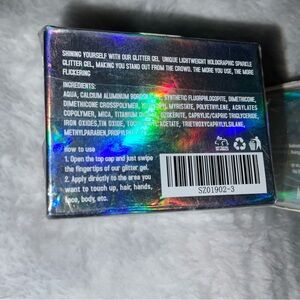 SHINING YOURSELF WITH OUR GLITTER GEL. UNIQUE LIGHTWEIGHT HOLOGRAPHIC SPARKLE
GLITTER GEL, MAKING YOU STAND OUT FROM THE CROWD. THE MORE YOU USE, THE MORE
FLICKERING
INGREDIENTS:
AQUA, CALCIUM ALUMINUM BOROSILICATE, SYNTHETIC FLUORPHLOGOPITE, DIMETHICONE,
DIMETHICONE CROSSPOLYMER, MYRISTATE, POLYETHYLENE, ACRYLATES
COPOLYMER, MICA, TITANIUM OZOKERITE, CAPRYLIC/CAPRIC TRIGLYCERIDE,
IRON OXIDES, TIN OXIDE, ACETATE, TRIETHOXYCAPRYLYLSILANE,
METHYLPARABEN, PROPYLPARABEN
how to use
1. Open the top cap and just swipe
the fingertips of our glitter gel.
2. Apply directly to the area you
want to touch up, hair, hands,
face, body, etc.
SZ01902-3